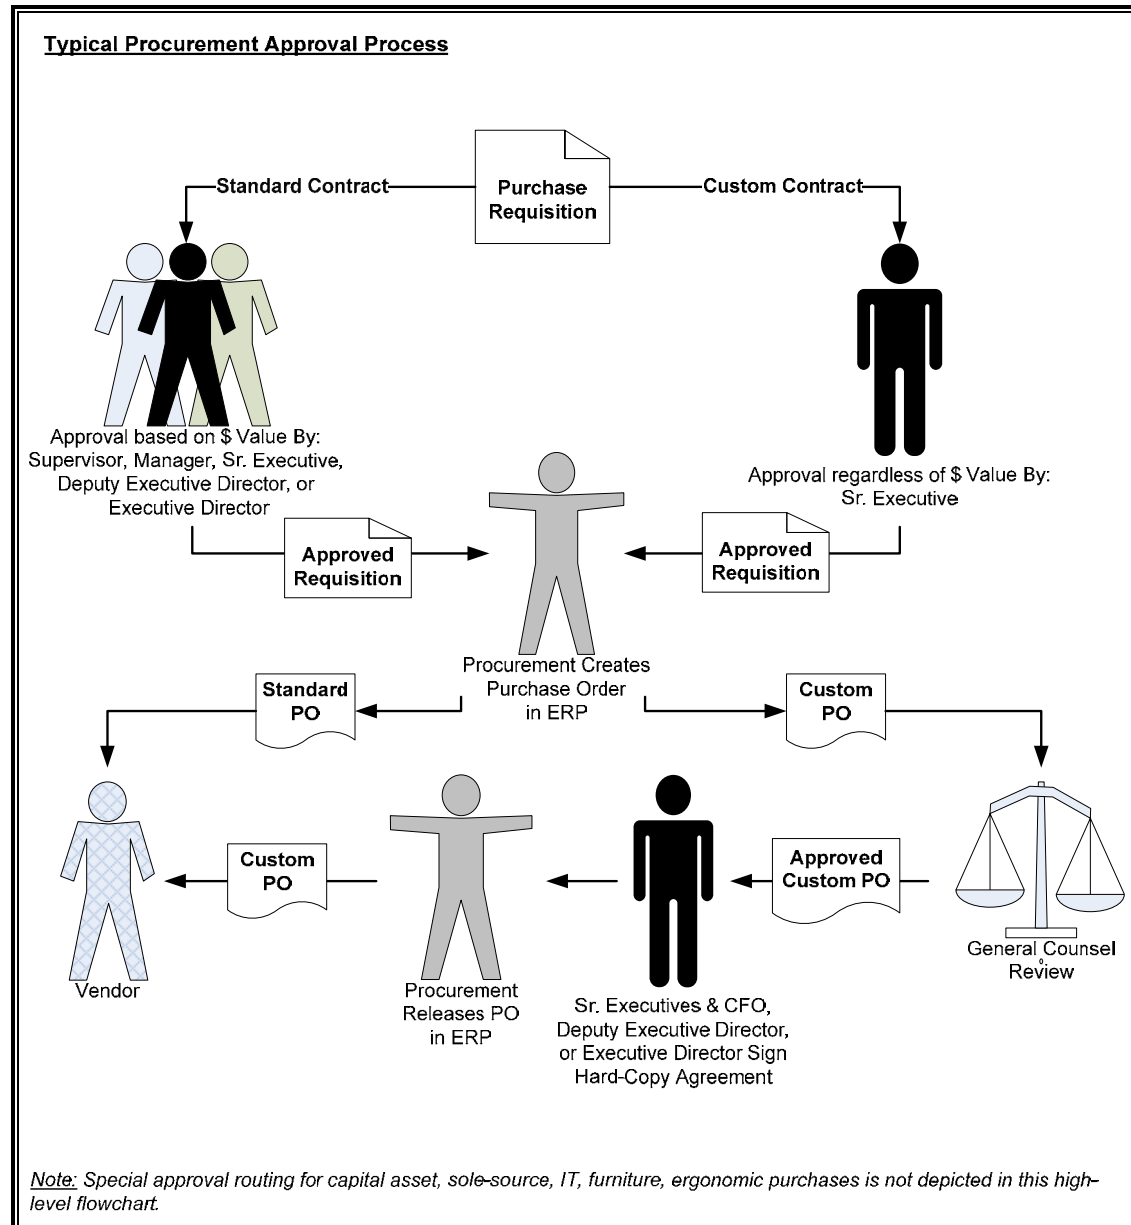 Typical Procurement Approval Process
Purchase
Requisition
Standard Contract
Custom Contract
Approval based on $ Value By:
Supervisor, Manager, Sr. Executive,
Deputy Executive Director, or
Executive Director
Approval regardless of $ Value By:
Sr. Executive
Approved
Requisition
Approved
Requisition
Procurement Creates
Purchase Order
in ERP
Standard
PO
Custom
PO
Custom
PO
Approved
Custom PO
Vendor
Procurement
Releases PO
in ERP
Sr. Executives & CFO,
Deputy Executive Director,
or Executive Director Sign
Hard-Copy Agreement
General Counsel
Review
Note: Special approval routing for capital asset, sole-source, IT, furniture, ergonomic purchases is not depicted in this high-
level flowchart.